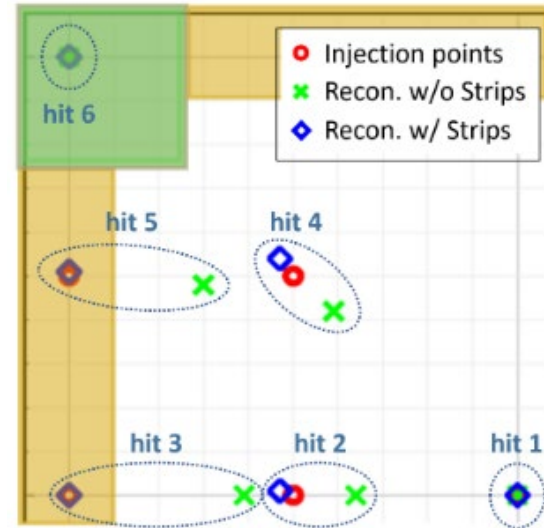 Injection points
Recon. w/o Strips
Recon. w/ Strips
hit 6
hit 5
hit 4
hit 3
hit 2
hit 1